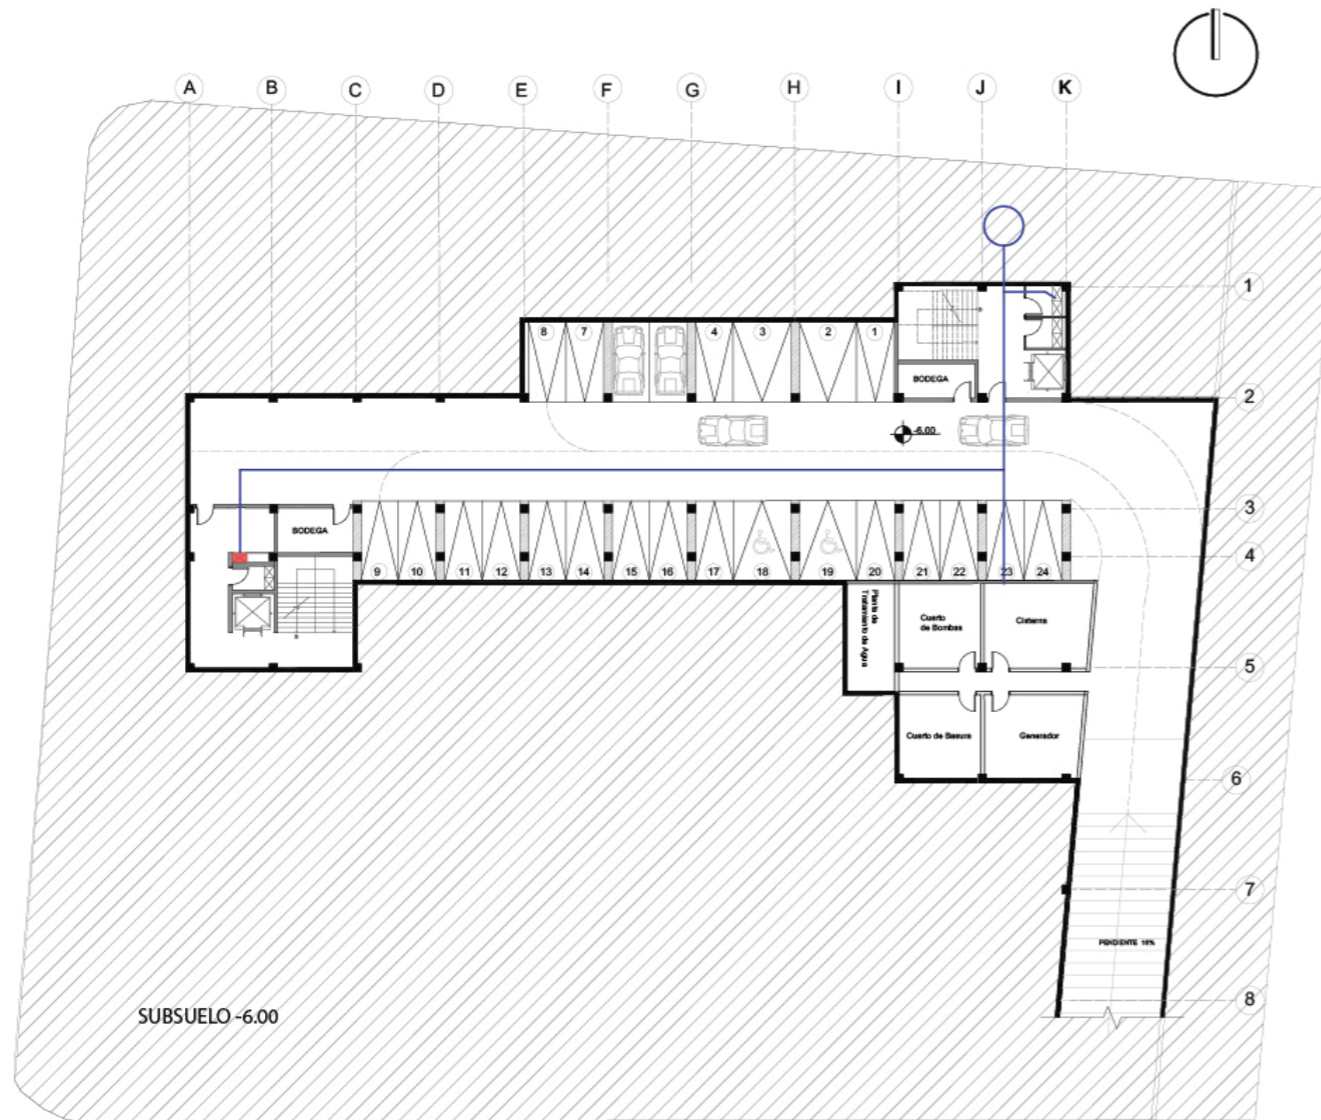 A B C D E F G H I J K
1
8 7 4 3 2 1
BODEGA
2
-6.00
3
BODEGA
4
9 10 11 12 13 14 15 16 17 18 19 20 21 22 23 24
Planta de
Tratamiento de Agua
Cuarto
de Bombas
Cisterna
5
Cuarto de Basura
Generador
6
7
PENDIENTE 15%
8
SUBSUELO -6.00